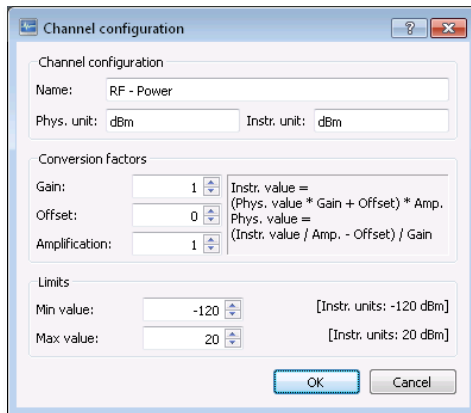 Channel configuration
Channel configuration
Name: RF - Power
Phys. unit: dBm Instr. unit: dBm
Conversion factors
Gain: 1
Offset: 0
Amplification: 1
Instr. value =
(Phys. value * Gain + Offset) * Amp.
Phys. value =
(Instr. value / Amp. - Offset) / Gain
Limits
Min value: -120 [Instr. units: -120 dBm]
Max value: 20 [Instr. units: 20 dBm]
OK Cancel